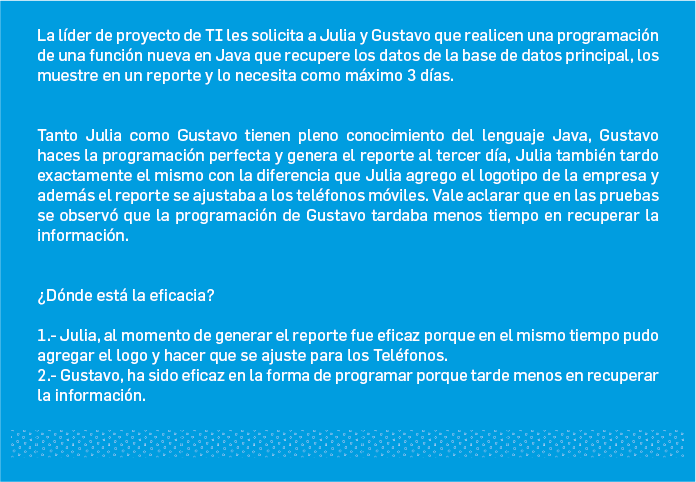 La líder de proyecto de TI les solicita a Julia y Gustavo que realicen una programación
de una función nueva en Java que recupere los datos de la base de datos principal, los
muestre en un reporte y lo necesita como máximo 3 días.
Tanto Julia como Gustavo tienen pleno conocimiento del lenguaje Java, Gustavo
haces la programación perfecta y genera el reporte al tercer día, Julia también tardo
exactamente el mismo con la diferencia que Julia agrego el logotipo de la empresa y
además el reporte se ajustaba a los teléfonos móviles. Vale aclarar que en las pruebas
se observó que la programación de Gustavo tardaba menos tiempo en recuperar la
información.
¿Dónde está la eficacia?
1.- Julia, al momento de generar el reporte fue eficaz porque en el mismo tiempo pudo
agregar el logo y hacer que se ajuste para los Teléfonos.
2.- Gustavo, ha sido eficaz en la forma de programar porque tarde menos en recuperar
la información.